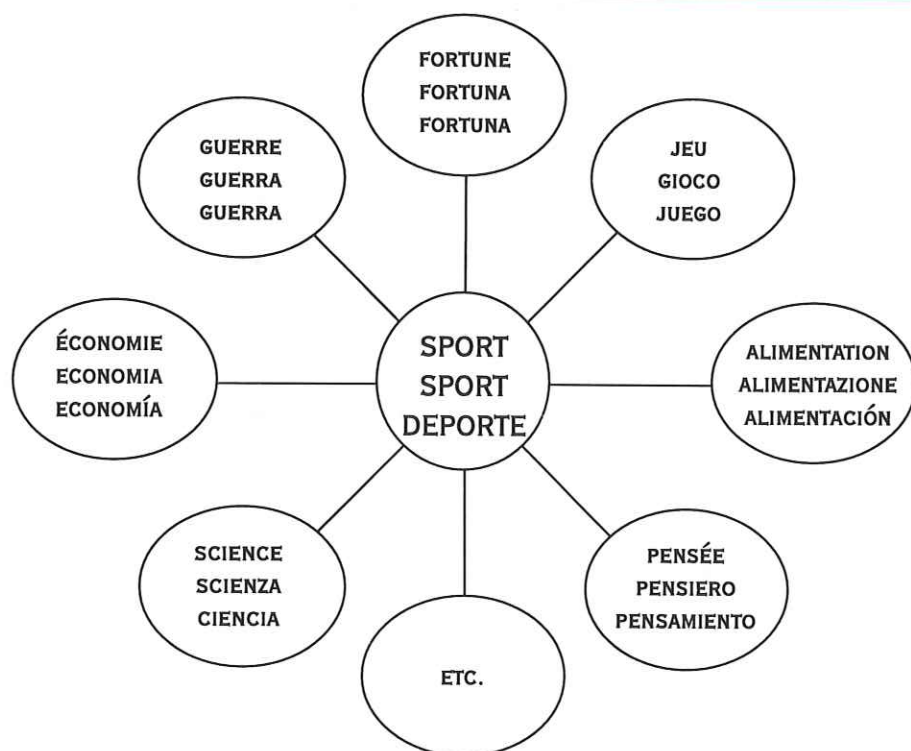 FORTUNE
FORTUNA
FORTUNA
GUERRE
GUERRA
GUERRA
JEU
GIOCO
JUEGO
ÉCONOMIE
ECONOMIA
ECONOMÍA
SPORT
SPORT
DEPORTE
ALIMENTATION
ALIMENTAZIONE
ALIMENTACIÓN
SCIENCE
SCIENZA
CIENCIA
PENSÉE
PENSIERO
PENSAMIENTO
ETC.